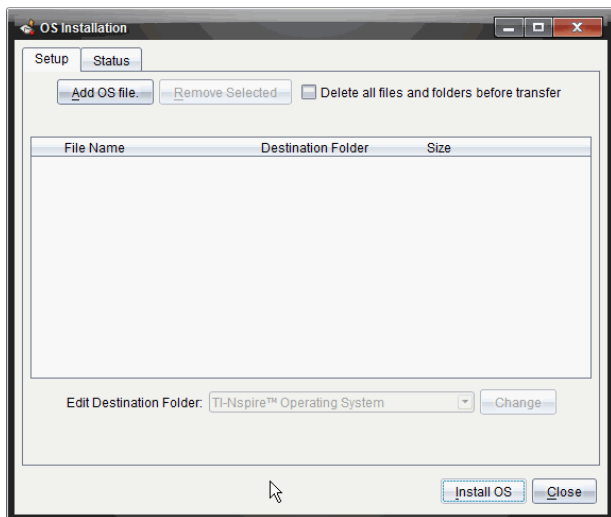 OS Installation
Setup Status
Add OS file. Remove Selected Delete all files and folders before transfer
File Name Destination Folder Size
Edit Destination Folder: TI-Nspire™ Operating System Change
Install OS Close